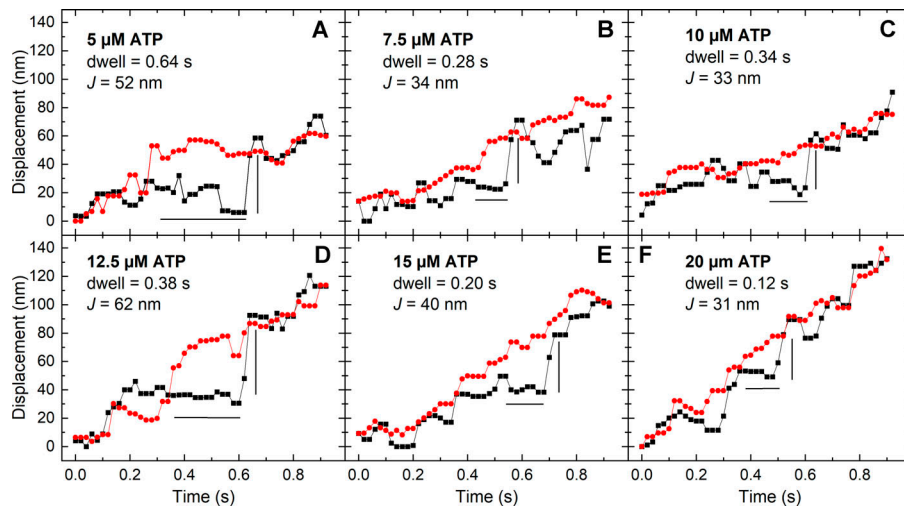 A
5 µM ATP
dwell = 0.64 s
J = 52 nm
B
7.5 µM ATP
dwell = 0.28 s
J = 34 nm
C
10 µM ATP
dwell = 0.34 s
J = 33 nm
Displacement (nm)
140
120
100
80
60
40
20
0
D
12.5 µM ATP
dwell = 0.38 s
J = 62 nm
E
15 µM ATP
dwell = 0.20 s
J = 40 nm
F
20 µm ATP
dwell = 0.12 s
J = 31 nm
Displacement (nm)
140
120
100
80
60
40
20
0
0.0 0.2 0.4 0.6 0.8
0.0 0.2 0.4 0.6 0.8
0.0 0.2 0.4 0.6 0.8
Time (s)
Time (s)
Time (s)